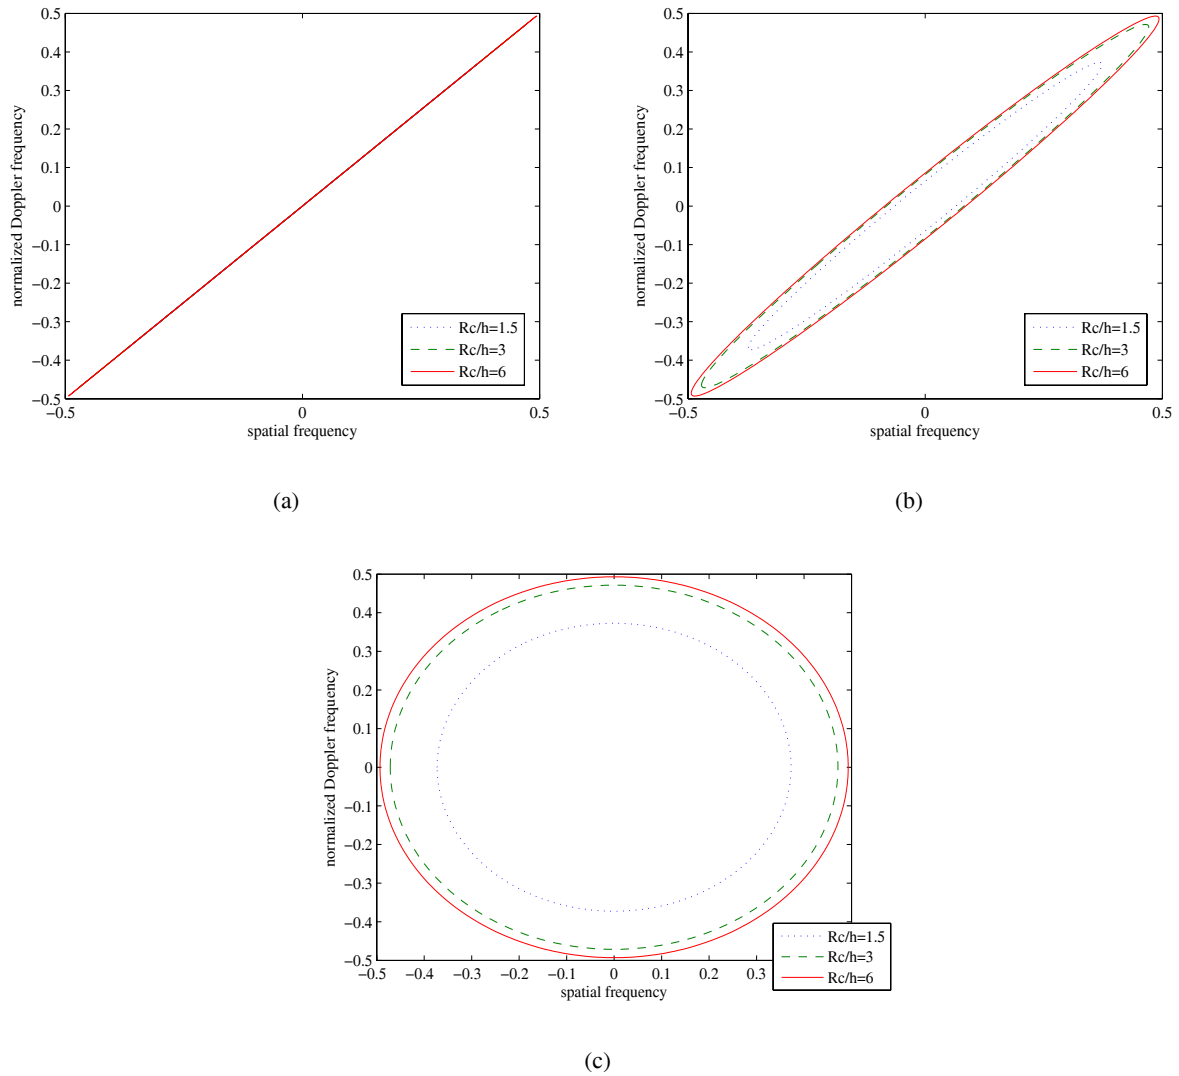 0.5
0.4
0.3
0.2
0.1
0
−0.1
−0.2
−0.3
−0.4
−0.5
−0.5 0 0.5
spatial frequency
normalized Doppler frequency
Rc/h=1.5
Rc/h=3
Rc/h=6
(a)
0.5
0.4
0.3
0.2
0.1
0
−0.1
−0.2
−0.3
−0.4
−0.5
−0.5 0 0.5
spatial frequency
normalized Doppler frequency
Rc/h=1.5
Rc/h=3
Rc/h=6
(b)
0.5
0.4
0.3
0.2
0.1
0
−0.1
−0.2
−0.3
−0.4
−0.5
−0.5 −0.4 −0.3 −0.2 −0.1 0 0.1 0.2 0.3
spatial frequency
normalized Doppler frequency
Rc/h=1.5
Rc/h=3
Rc/h=6
(c)